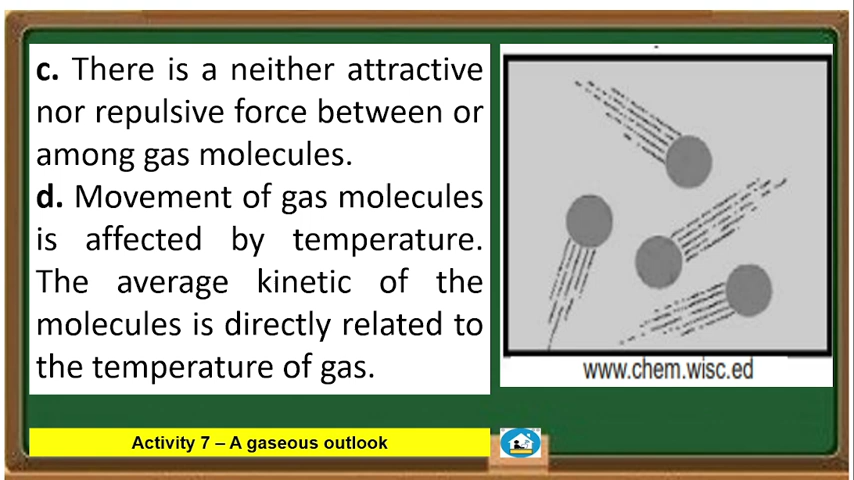 c. There is a neither attractive
nor repulsive force between or
among gas molecules.
d. Movement of gas molecules
is affected by temperature.
The average kinetic of the
molecules is directly related to
the temperature of gas.
www.chem.wisc.ed
Activity 7 – A gaseous outlook